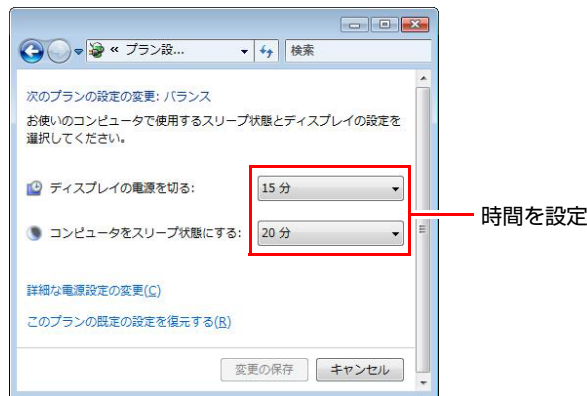 « プラン設...
検索
次のプランの設定の変更: バランス
お使いのコンピュータで使用するスリープ状態とディスプレイの設定を
選択してください。
ディスプレイの電源を切る: 15 分
時間を設定
コンピュータをスリープ状態にする: 20 分
詳細な電源設定の変更(C)
このプランの既定の設定を復元する(R)
変更の保存 キャンセル